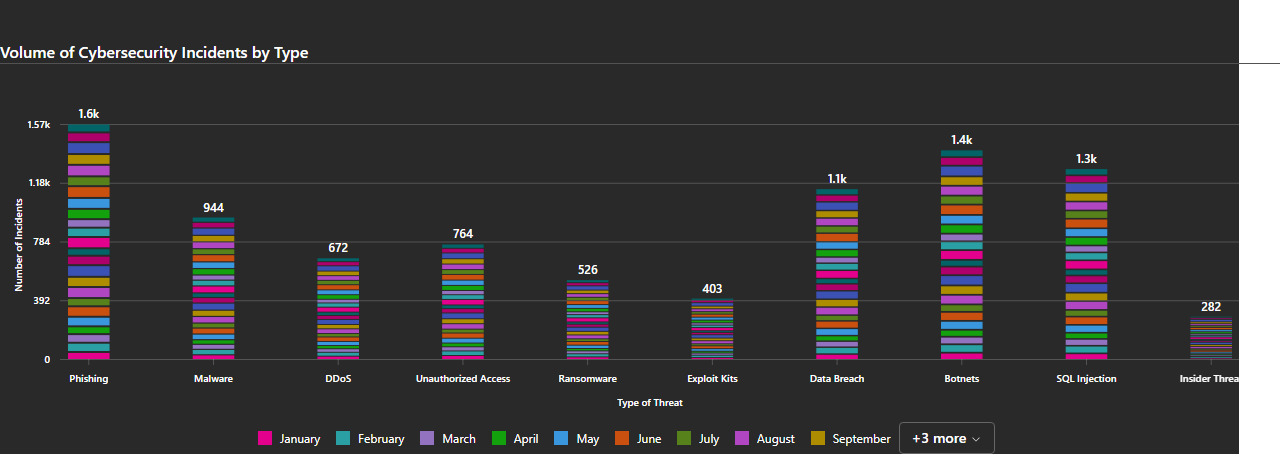 Volume of Cybersecurity Incidents by Type
1.6k
1.57k
1.4k
1.3k
1.18k
1.1k
944
784
764
672
526
403
392
282
0
Number of Incidents
Phishing Malware DDoS Unauthorized Access Ransomware Exploit Kits Data Breach Botnets SQL Injection Insider Threa
Type of Threat
January February March April May June July August September +3 more